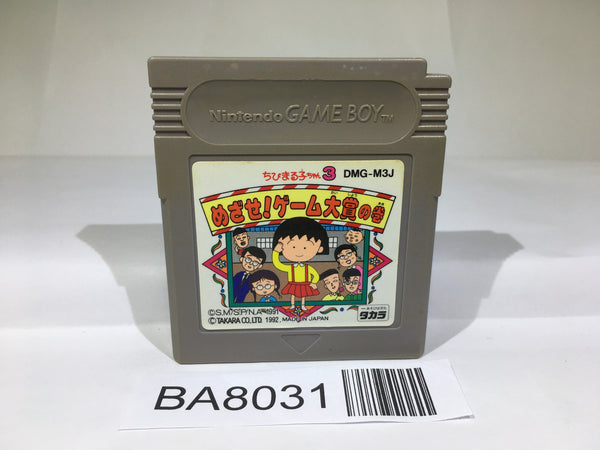 Nintendo GAME BOY TM
ちびまる子ちゃん 3 DMG-M3J
めざせ!ゲーム大賞の巻
©S.M/S.P/N.A 1991
©TAKARA CO.,LTD. 1992 MADE IN JAPAN
タカラ
BA8031